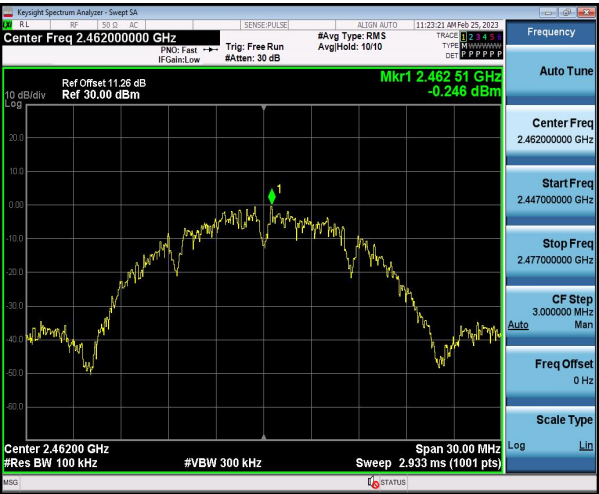 Keysight Spectrum Analyzer - Swept SA
RL RF 50 Ω AC SENSE:PULSE ALIGN AUTO 11:23:21 AM Feb 25, 2023
Center Freq 2.462000000 GHz
PNO: Fast
IFGain:Low
Trig: Free Run
#Atten: 30 dB
#Avg Type: RMS
Avg|Hold: 10/10
TRACE 1 2 3 4 5 6
TYPE M WWWWW
DET P P P P P P
Ref Offset 11.26 dB
10 dB/div Ref 30.00 dBm
Log
Mkr1 2.462 51 GHz
-0.246 dBm
20.0
10.0
0.00
-10.0
-20.0
-30.0
-40.0
-50.0
-60.0
1
Center 2.46200 GHz Span 30.00 MHz
#Res BW 100 kHz #VBW 300 kHz Sweep 2.933 ms (1001 pts)
MSG STATUS
Frequency
Auto Tune
Center Freq
2.462000000 GHz
Start Freq
2.447000000 GHz
Stop Freq
2.477000000 GHz
CF Step
3.000000 MHz
Auto Man
Freq Offset
0 Hz
Scale Type
Log Lin